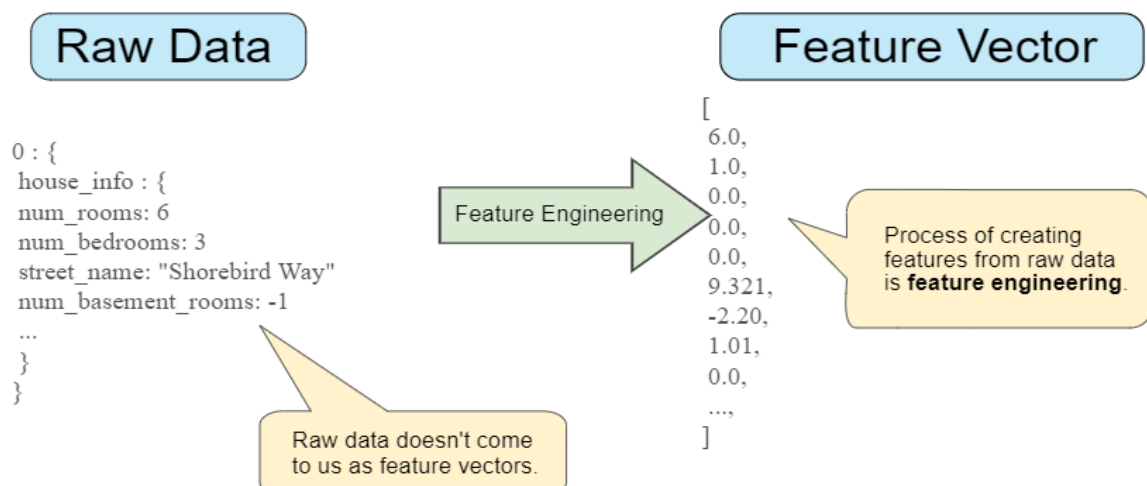 Raw Data
Feature Vector
0 : {
house_info : {
num_rooms: 6
num_bedrooms: 3
street_name: "Shorebird Way"
num_basement_rooms: -1
...
}
}
Raw data doesn't come
to us as feature vectors.
Feature Engineering
[
6.0,
1.0,
0.0,
0.0,
0.0,
9.321,
-2.20,
1.01,
0.0,
...,
]
Process of creating
features from raw data
is feature engineering.